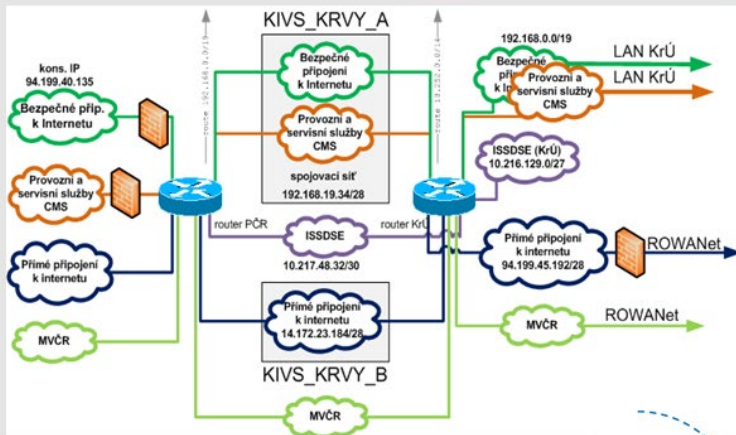 KIVS_KRVY_A
kons. IP
94.199.40.135
Bezpečné přip.
k Internetu
Provozní a
servisní služby
CMS
Přímé připojení
k internetu
MVČR
Bezpečné
připojení
k Internetu
Provozní a
servisní služby
CMS
spojovací síť
192.168.19.34/28
router PČR
ISSDSE
router KrÚ
10.217.48.32/30
Přímé připojení
k internetu
14.172.23.184/28
KIVS_KRVY_B
MVČR
192.168.0.0/19
LAN KrÚ
Bezpečné
Provozní a
servisní služby
CMS
LAN KrÚ
ISSDSE (KrÚ)
10.216.129.0/27
Přímé připojení
k internetu
94.199.45.192/28
ROWANet
MVČR
ROWANet